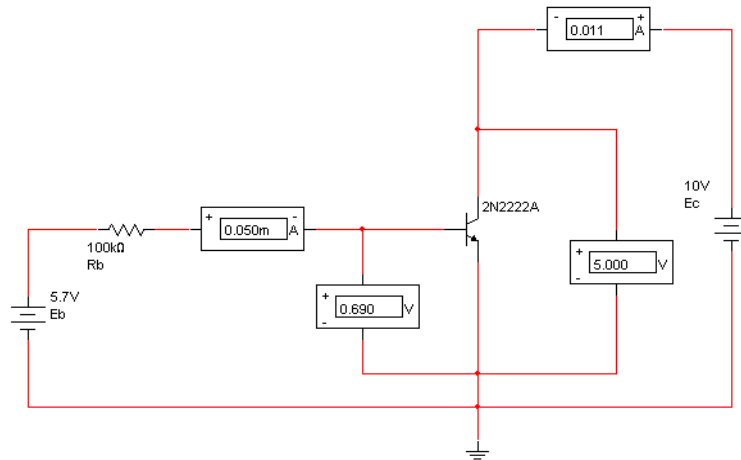 - +
0.011 A
2N2222A
10V
Ec
+ -
0.050m A
100kΩ
Rb
+
5.000 V
-
5.7V
Eb
+
0.690 V
-